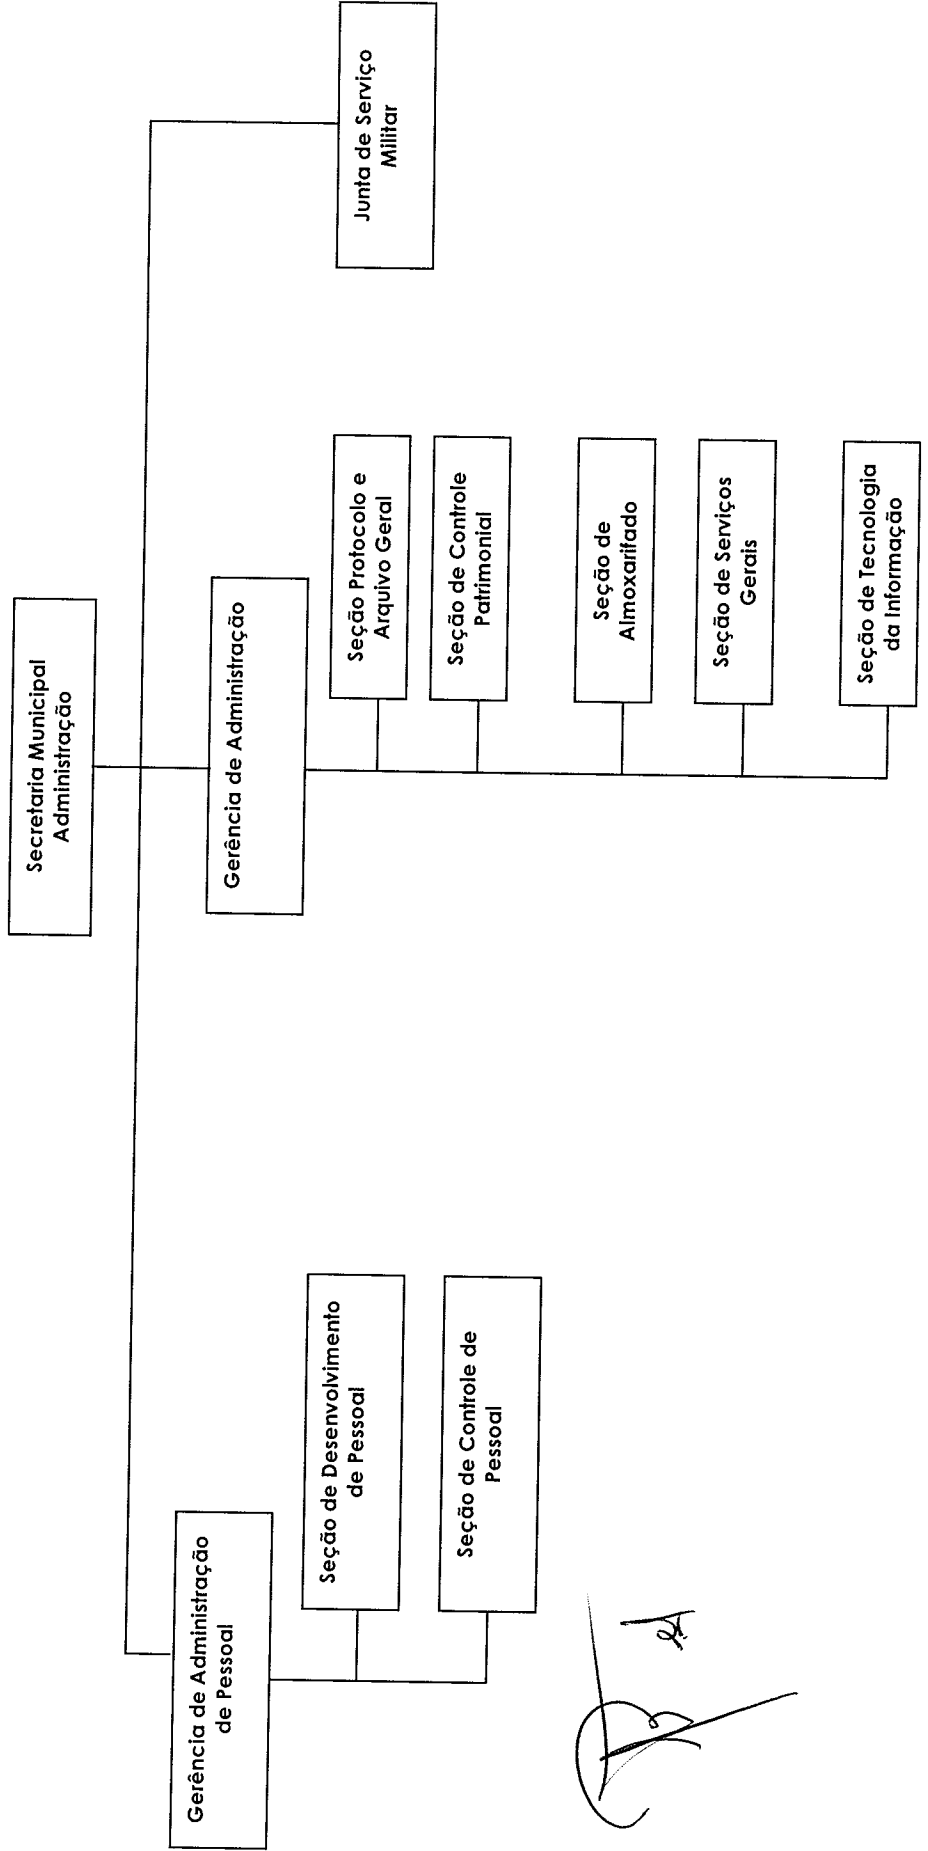 Secretaria Municipal
Administração
Gerência de Administração
de Pessoal
Seção de Desenvolvimento
de Pessoal
Seção de Controle de
Pessoal
Gerência de Administração
Seção Protocolo e
Arquivo Geral
Seção de Controle
Patrimonial
Seção de
Almoxarifado
Seção de Serviços
Gerais
Seção de Tecnologia
da Informação
Junta de Serviço
Militar